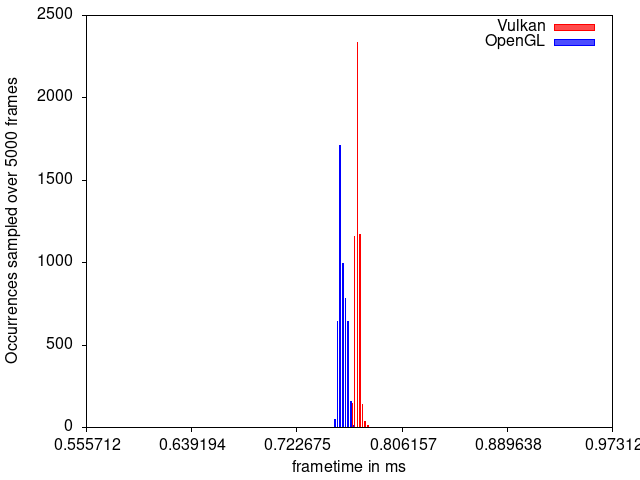 2500
2000
1500
1000
500
0
Occurrences sampled over 5000 frames
Vulkan
OpenGL
0.555712 0.639194 0.722675 0.806157 0.889638 0.97312
frametime in ms